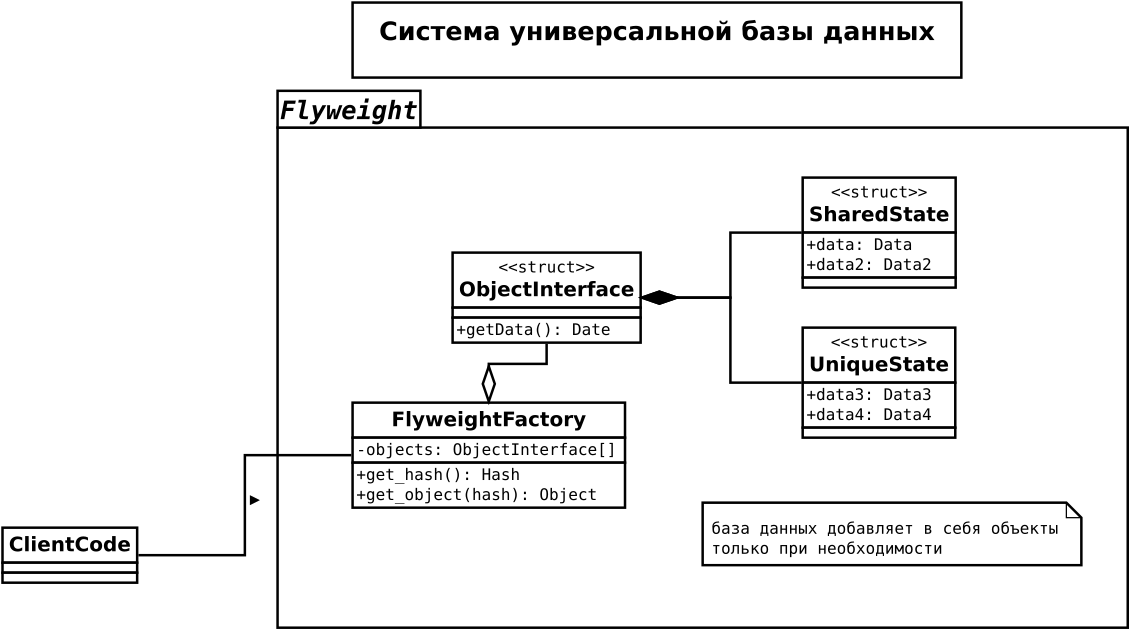 Система универсальной базы данных
Flyweight
<<struct>>
SharedState
+data: Data
+data2: Data2
<<struct>>
ObjectInterface
+getData(): Date
<<struct>>
UniqueState
+data3: Data3
+data4: Data4
FlyweightFactory
-objects: ObjectInterface[]
+get_hash(): Hash
+get_object(hash): Object
ClientCode
база данных добавляет в себя объекты
только при необходимости